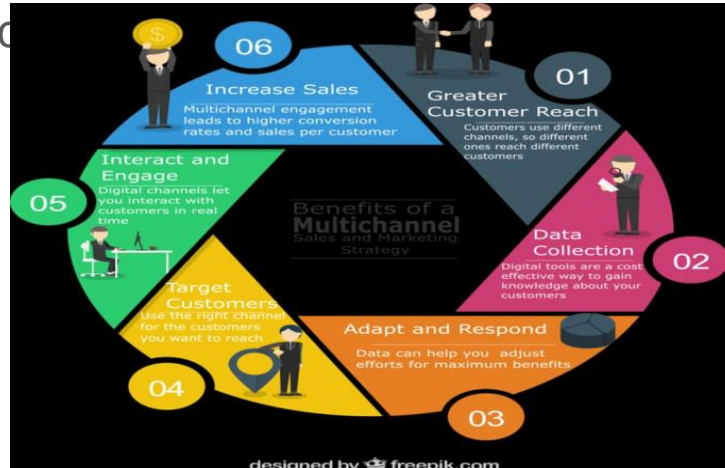 Benefits of a
Multichannel
Sales and Marketing
Strategy
01
Greater
Customer Reach
Customers use different
channels, so different
ones reach different
customers
02
Data
Collection
Digital tools are a cost
effective way to gain
knowledge about your
customers
03
Adapt and Respond
Data can help you adjust
efforts for maximum benefits
04
Target
Customers
Use the right channel
for the customers
you want to reach
05
Interact and
Engage
Digital channels let
you interact with
customers in real
time
06
Increase Sales
Multichannel engagement
leads to higher conversion
rates and sales per customer
$
designed by freepik.com